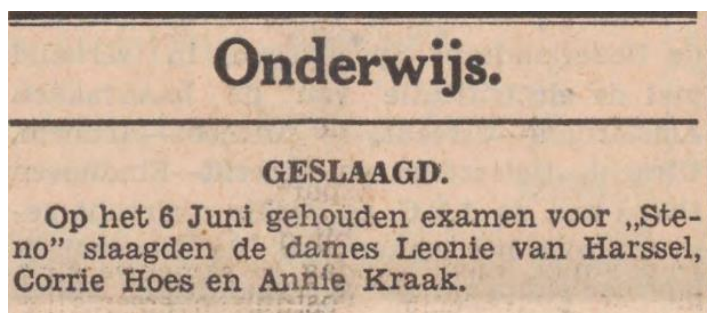 Onderwijs.
GESLAAGD.
Op het 6 Juni gehouden examen voor „Ste-
no” slaagden de dames Leonie van Harssel,
Corrie Hoes en Annie Kraak.